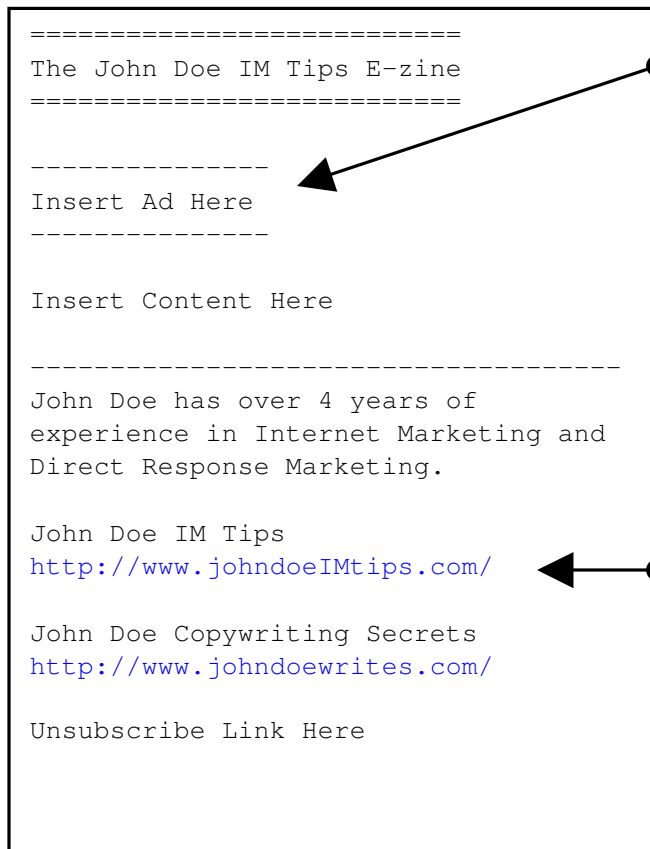 ===========================
The John Doe IM Tips E-zine
===========================
---------------
Insert Ad Here
---------------
Insert Content Here
-------------------------------------
John Doe has over 4 years of
experience in Internet Marketing and
Direct Response Marketing.
John Doe IM Tips
http://www.johndoeIMtips.com/
John Doe Copywriting Secrets
http://www.johndoewrites.com/
Unsubscribe Link Here